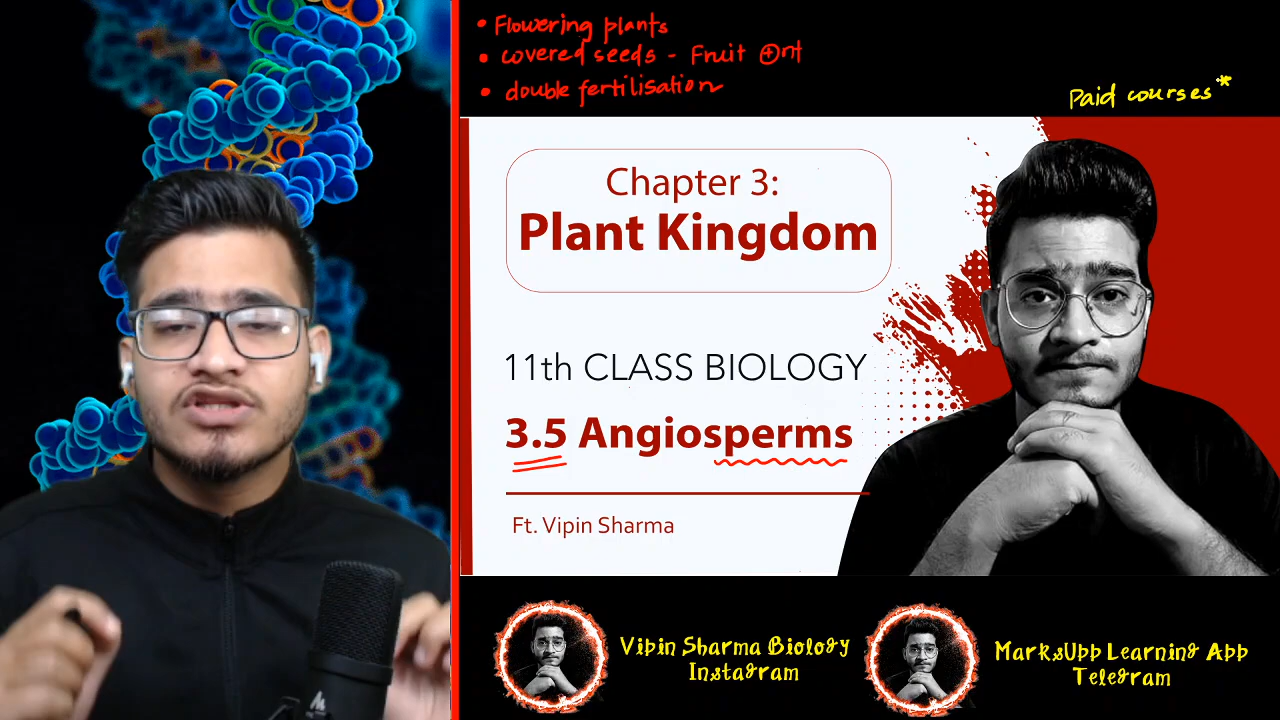 • Flowering plants
• covered seeds - Fruit ⊕nt
• double fertilisation
Paid courses*
Chapter 3:
Plant Kingdom
11th CLASS BIOLOGY
3.5 Angiosperms
Ft. Vipin Sharma
Vipin Sharma Biology
Instagram
MarksUpp Learning App
Telegram